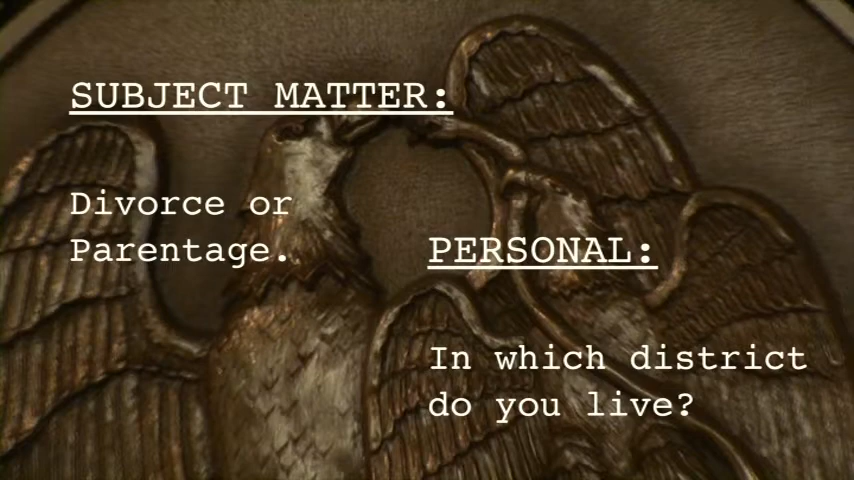 SUBJECT MATTER:
Divorce or
Parentage.
PERSONAL:
In which district
do you live?